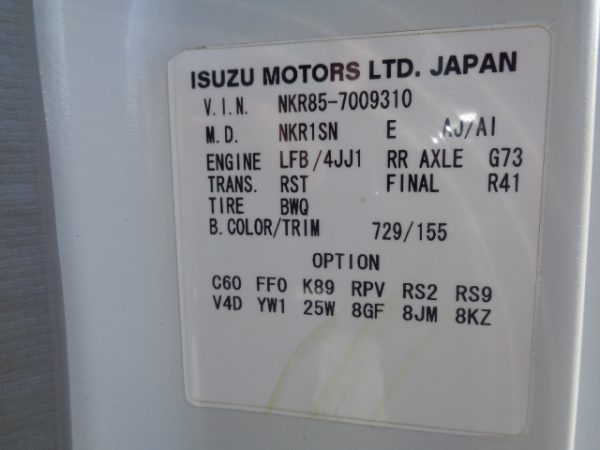 ISUZU MOTORS LTD. JAPAN
V.I.N. NKR85-7009310
M.D. NKR1SN E AJ/AI
ENGINE LFB/4JJ1 RR AXLE G73
TRANS. RST FINAL R41
TIRE BWQ
B.COLOR/TRIM 729/155
OPTION
C60 FF0 K89 RPV RS2 RS9
V4D YW1 25W 8GF 8JM 8KZ